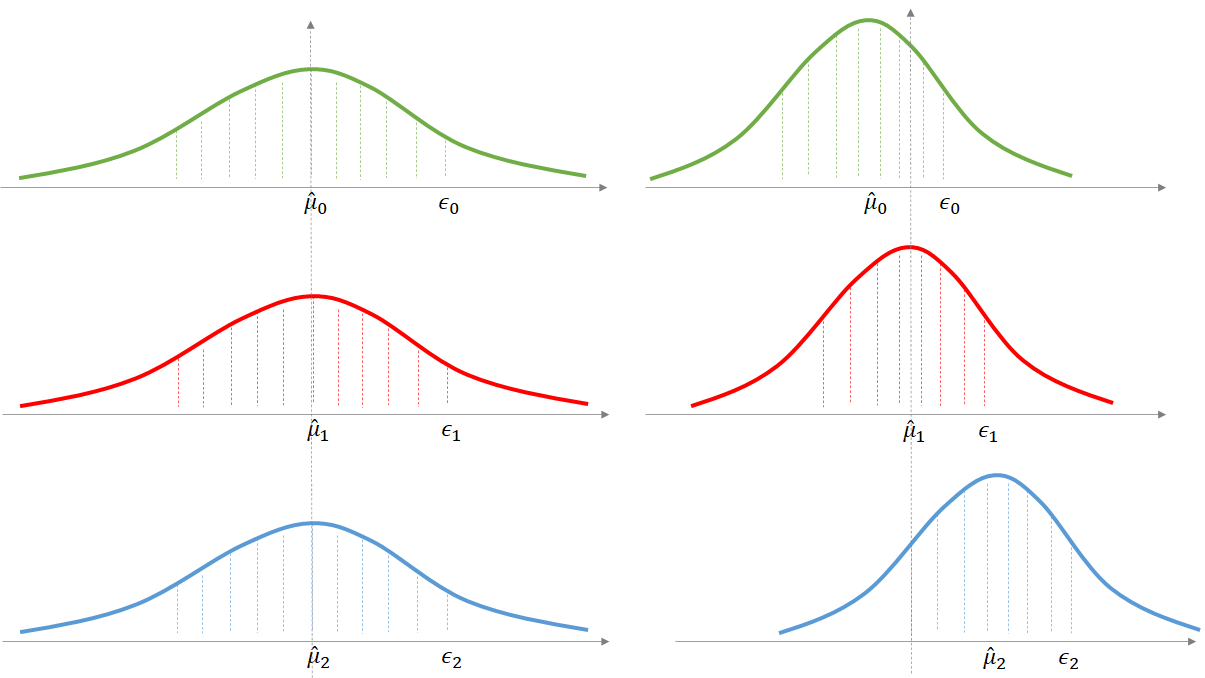 μ̂₀ ϵ₀ μ̂₀ ϵ₀
μ̂₁ ϵ₁ μ̂₁ ϵ₁
μ̂₂ ϵ₂ μ̂₂ ϵ₂